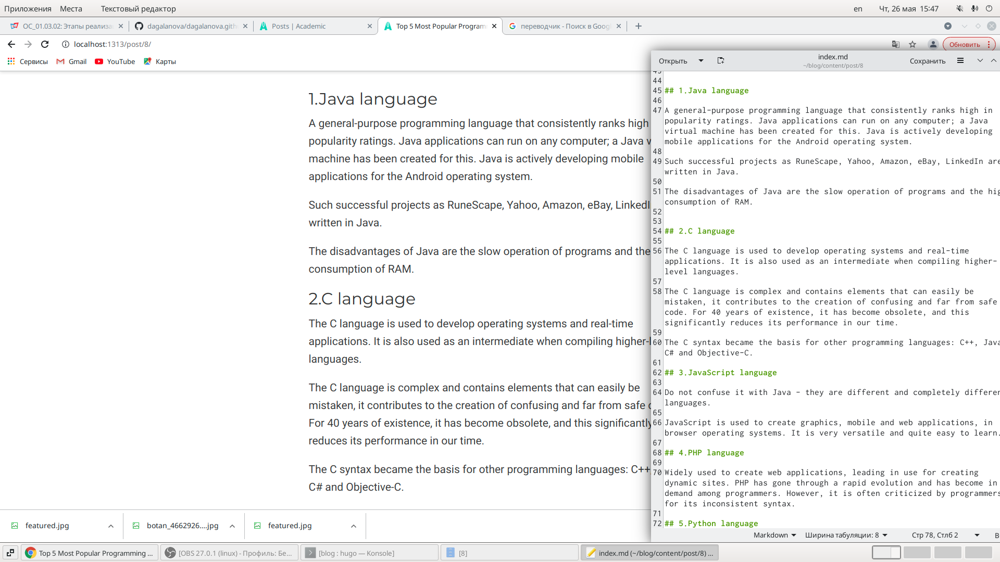 Приложения Места Текстовый редактор en Чт, 26 мая 15:47
ОС_01.03.02: Этапы реализа dagalanova/dagalanova.gith Posts | Academic Top 5 Most Popular Program переводчик - Поиск в Goog
localhost:1313/post/8/ Обновить
Сервисы Gmail YouTube Карты
1.Java language
A general-purpose programming language that consistently ranks high
popularity ratings. Java applications can run on any computer; a Java v
machine has been created for this. Java is actively developing mobile
applications for the Android operating system.
Such successful projects as RuneScape, Yahoo, Amazon, eBay, LinkedI
written in Java.
The disadvantages of Java are the slow operation of programs and the
consumption of RAM.
2.C language
The C language is used to develop operating systems and real-time
applications. It is also used as an intermediate when compiling higher-
languages.
The C language is complex and contains elements that can easily be
mistaken, it contributes to the creation of confusing and far from safe
For 40 years of existence, it has become obsolete, and this significantly
reduces its performance in our time.
The C syntax became the basis for other programming languages: C++
C# and Objective-C.
Открыть index.md Сохранить
~/blog/content/post/8
44
45 ## 1.Java language
46
47 A general-purpose programming language that consistently ranks high in
popularity ratings. Java applications can run on any computer; a Java
virtual machine has been created for this. Java is actively developing
mobile applications for the Android operating system.
48
49 Such successful projects as RuneScape, Yahoo, Amazon, eBay, LinkedIn are
written in Java.
50
51 The disadvantages of Java are the slow operation of programs and the hig
consumption of RAM.
52
53
54 ## 2.C language
55
56 The C language is used to develop operating systems and real-time
applications. It is also used as an intermediate when compiling higher-
level languages.
57
58 The C language is complex and contains elements that can easily be
mistaken, it contributes to the creation of confusing and far from safe
code. For 40 years of existence, it has become obsolete, and this
significantly reduces its performance in our time.
59
60 The C syntax became the basis for other programming languages: C++, Java
C# and Objective-C.
61
62 ## 3.JavaScript language
63
64 Do not confuse it with Java - they are different and completely differen
languages.
65
66 JavaScript is used to create graphics, mobile and web applications, in
browser operating systems. It is very versatile and quite easy to learn.
67
68 ## 4.PHP language
69
70 Widely used to create web applications, leading in use for creating
dynamic sites. PHP has gone through a rapid evolution and has become in
demand among programmers. However, it is often criticized by programmers
for its inconsistent syntax.
71
72 ## 5.Python language
Markdown Ширина табуляции: 8 Стр 78, Стлб 2 В
featured.jpg botan_4662926....jpg featured.jpg
Top 5 Most Popular Programming ... [OBS 27.0.1 (linux) - Профиль: Бе... [blog : hugo — Konsole] [8] index.md (~/blog/content/post/8) ...